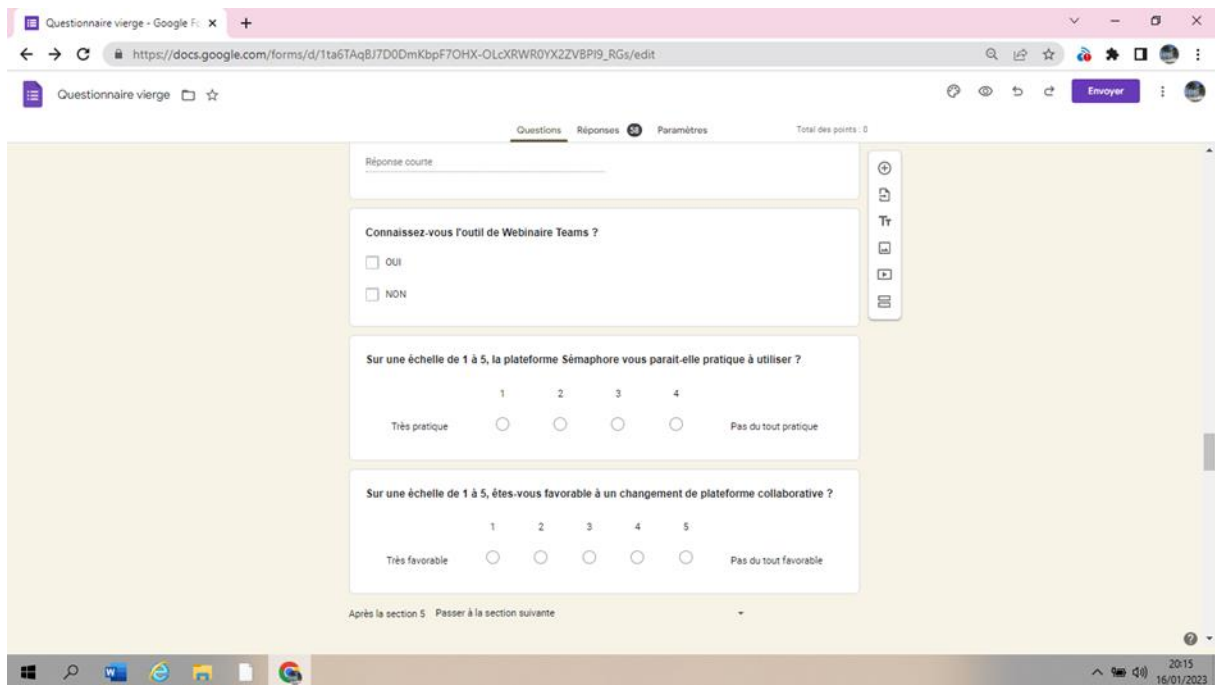 Questionnaire vierge - Google Fo
https://docs.google.com/forms/d/1ta6TAqBJ7D0DmKbpF7OHX-OLcXRWR0YX2ZVBPI9_RGs/edit
Questionnaire vierge
Envoyer
Questions Réponses 58 Paramètres Total des points : 0
Réponse courte
Connaissez-vous l'outil de Webinaire Teams ?
OUI
NON
Sur une échelle de 1 à 5, la plateforme Sémaphore vous parait-elle pratique à utiliser ?
1 2 3 4
Très pratique Pas du tout pratique
Sur une échelle de 1 à 5, êtes-vous favorable à un changement de plateforme collaborative ?
1 2 3 4 5
Très favorable Pas du tout favorable
Après la section 5 Passer à la section suivante
20:15
16/01/2023